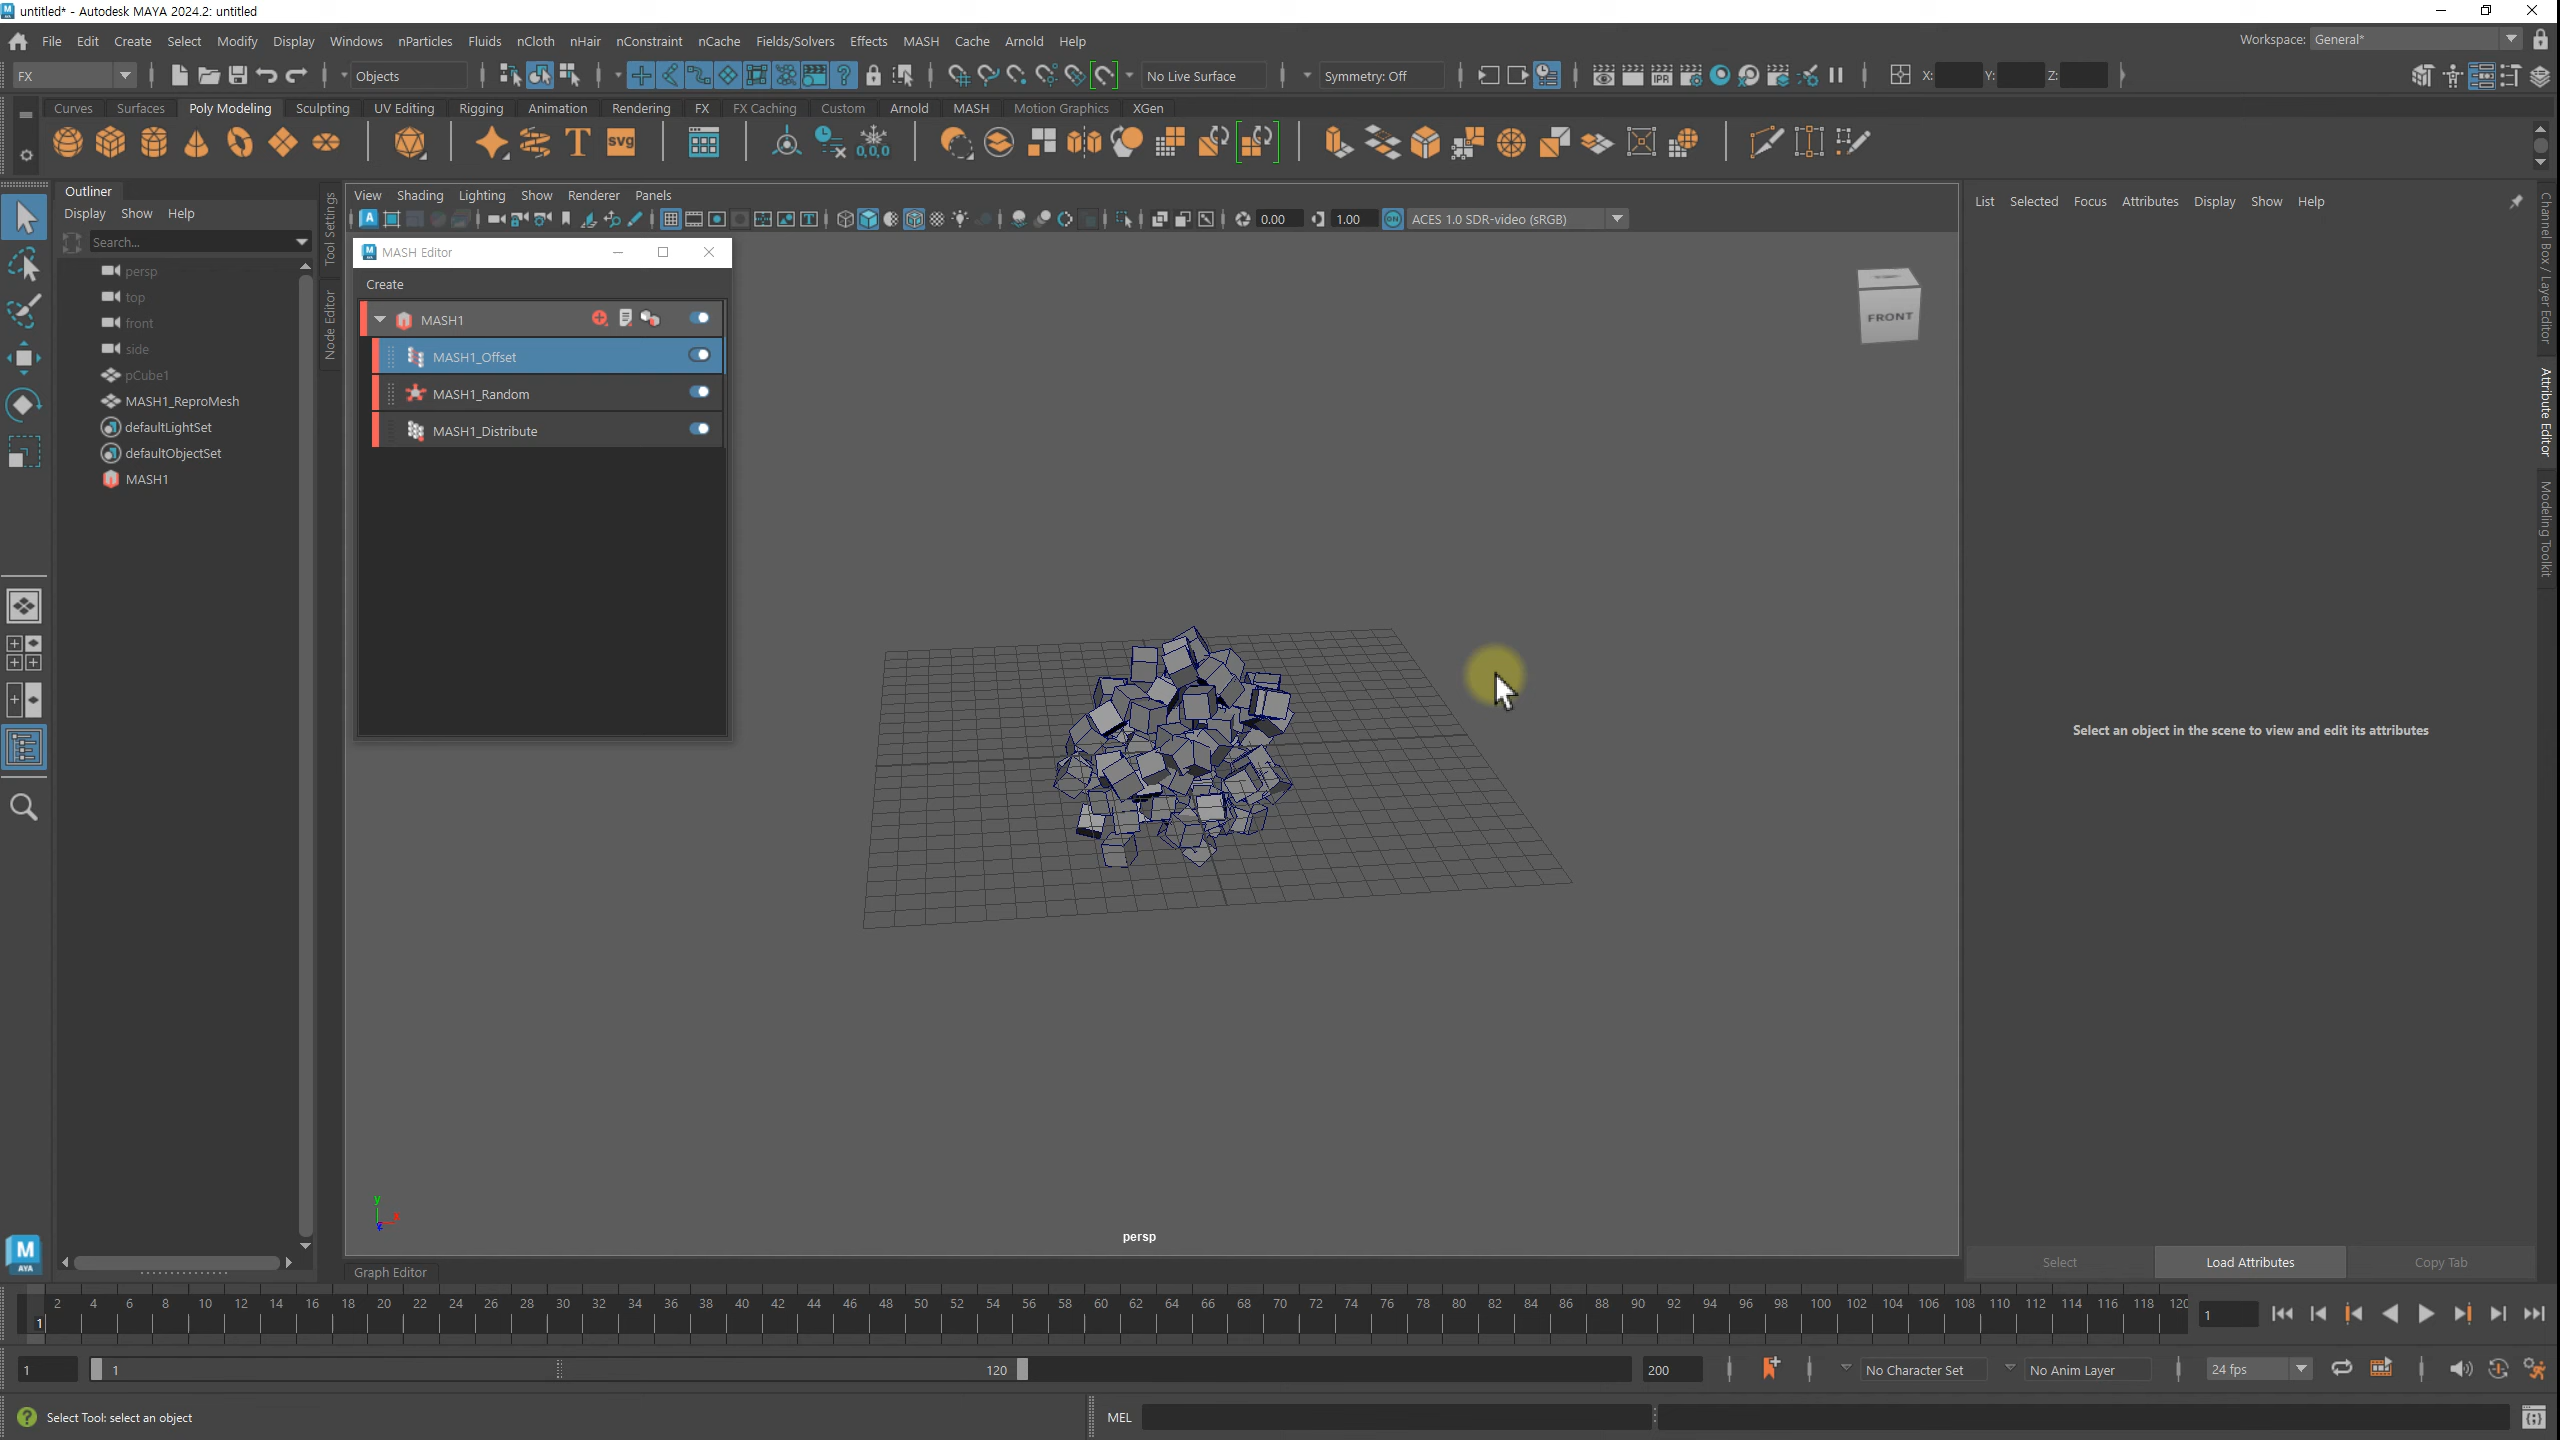 untitled* - Autodesk MAYA 2024.2: untitled
File Edit Create Select Modify Display Windows nParticles Fluids nCloth nHair nConstraint nCache Fields/Solvers Effects MASH Cache Arnold Help
Workspace: General*
FX Objects No Live Surface Symmetry: Off X: Y: Z:
Curves Surfaces Poly Modeling Sculpting UV Editing Rigging Animation Rendering FX FX Caching Custom Arnold MASH Motion Graphics XGen
Outliner
Display Show Help
Search...
persp
top
front
side
pCube1
MASH1_ReproMesh
defaultLightSet
defaultObjectSet
MASH1
Tool Settings
Node Editor
View Shading Lighting Show Renderer Panels
0.00 1.00 ACES 1.0 SDR-video (sRGB)
MASH Editor
Create
MASH1
MASH1_Offset
MASH1_Random
MASH1_Distribute
FRONT
persp
List Selected Focus Attributes Display Show Help
Select an object in the scene to view and edit its attributes
Select Load Attributes Copy Tab
Channel Box / Layer Editor
Attribute Editor
Modeling Toolkit
Graph Editor
2 4 6 8 10 12 14 16 18 20 22 24 26 28 30 32 34 36 38 40 42 44 46 48 50 52 54 56 58 60 62 64 66 68 70 72 74 76 78 80 82 84 86 88 90 92 94 96 98 100 102 104 106 108 110 112 114 116 118 120
1 1
1 1 120 200 No Character Set No Anim Layer 24 fps
Select Tool: select an object
MEL